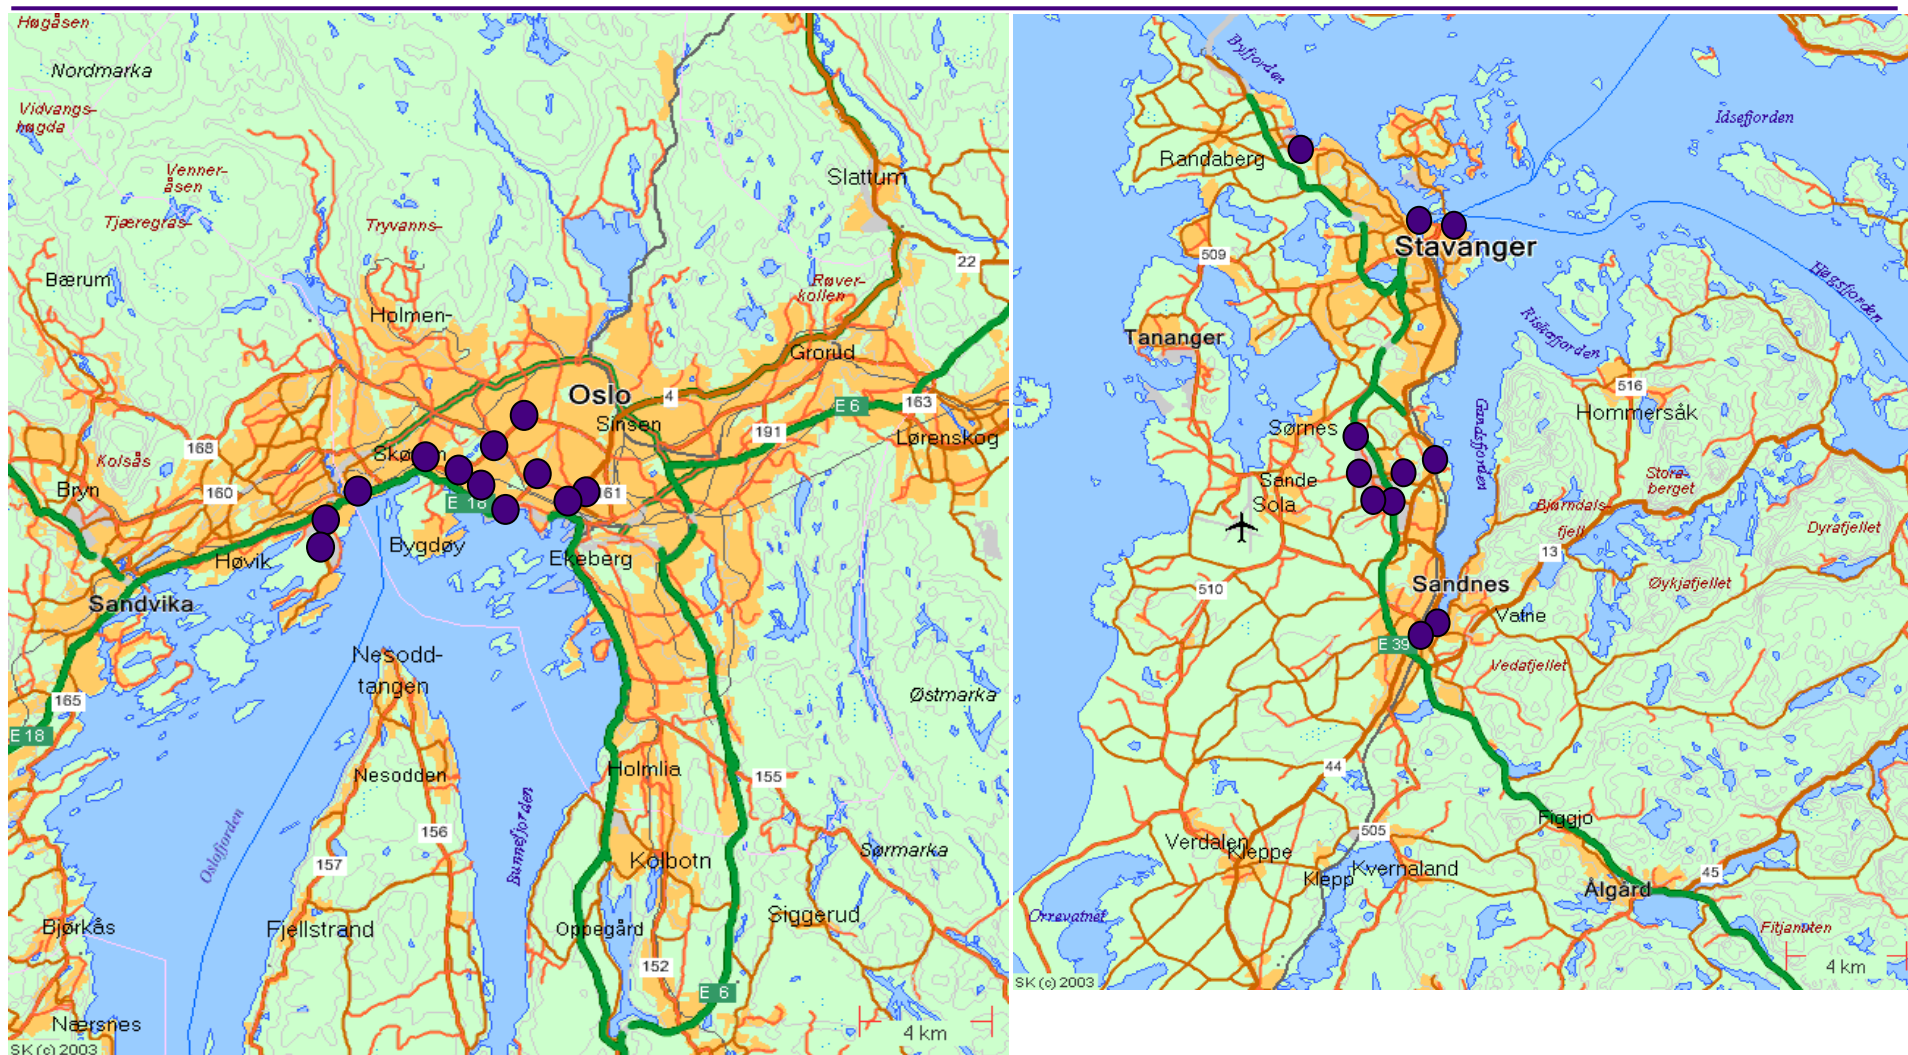 Høgåsen
Nordmarka
Vidvangs-
høgda
Venner-
åsen
Tjæregras-
Tryvanns-
Slattum
Bærum
22
Røver-
kollen
Holmen-
Grorud
Oslo
4
Sinsen
E 6
163
168
191
Lørenskog
Kolsås
Bryn
160
E 18
61
Høvik
Bygdøy
Ekeberg
Sandvika
Nesodd-
tangen
165
Østmarka
E 18
Holmlia
155
Nesodden
Oslofjorden
Bunnefjorden
156
157
Sørmarka
Kolbotn
Siggerud
Bjørkås
Fjellstrand
Oppegård
152
E 6
Nærsnes
4 km
SK (c) 2003
Byfjorden
Idsefjorden
Randaberg
Stavanger
509
Høgsfjorden
Riskafjorden
Tananger
516
Hommersåk
Gandsfjorden
Sørnes
Sande
Sola
Stora-
berget
Bjørndals-
fjell
Dyrafjellet
13
Sandnes
510
Øykjafjellet
Vatne
E 39
Vedafjellet
44
Figgjo
505
Verdalen
Kleppe
Klepp
Kvernaland
45
Ålgård
Orrevatnet
Fitjanuten
4 km
SK (c) 2003